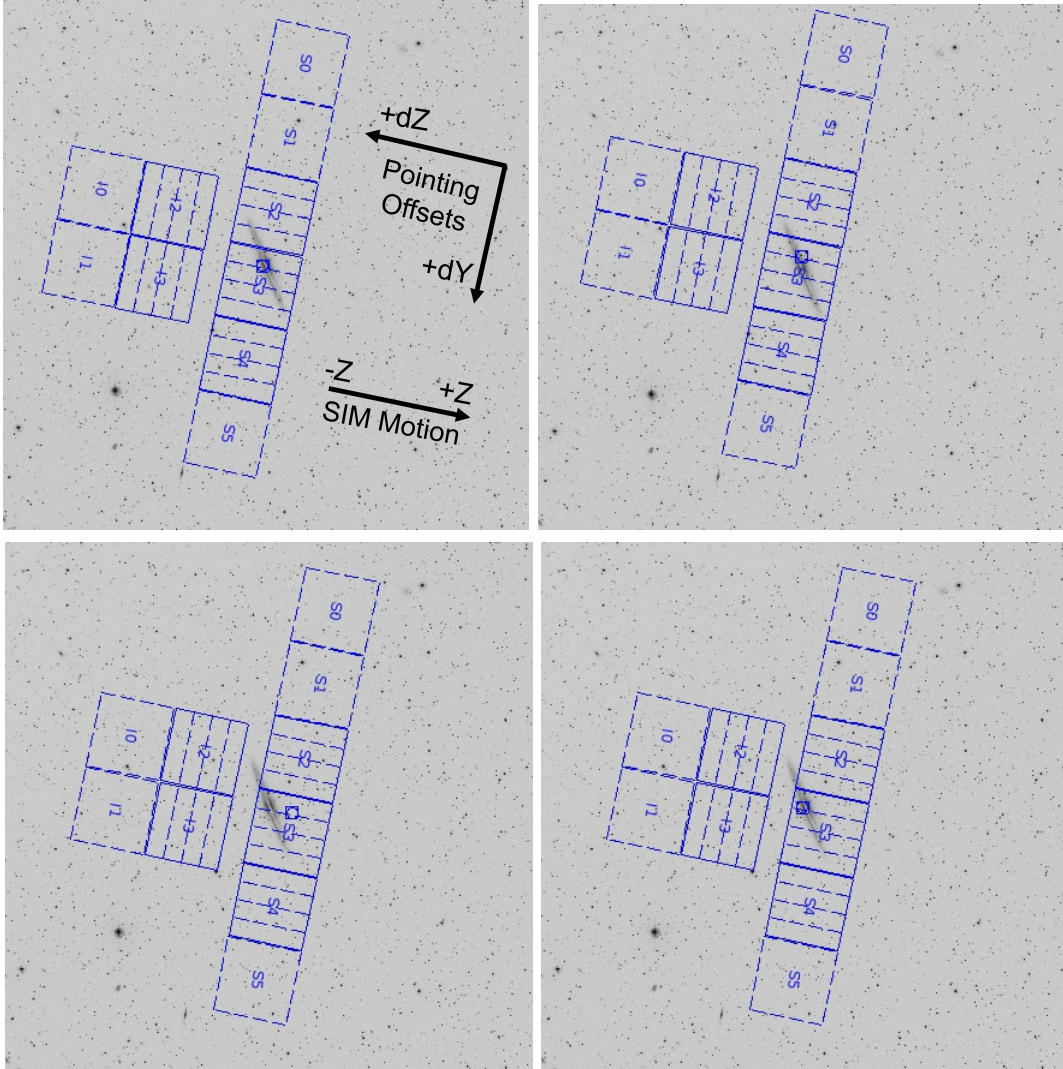 S0
S1
+dZ
Pointing
Offsets
+dY
I0
I2
S2
I1
I3
S3
-Z
+Z
SIM Motion
S4
S5
S0
S1
I0
I2
S2
I1
I3
S3
S4
S5
S0
S1
I0
I2
S2
I1
I3
S3
S4
S5
S0
S1
I0
I2
S2
I1
I3
S3
S4
S5